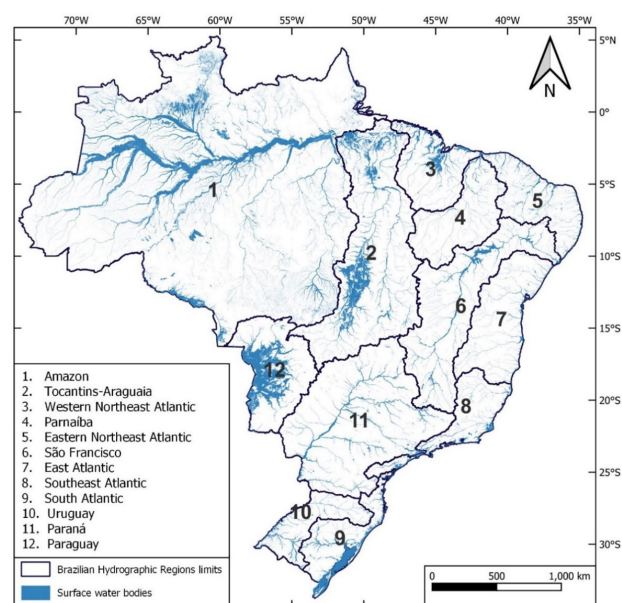 70°W 65°W 60°W 55°W 50°W 45°W 40°W 35°W
5°N
0°
5°S
10°S
15°S
20°S
25°S
30°S
N
1
2
3
4
5
6
7
8
9
10
11
12
1. Amazon
2. Tocantins-Araguaia
3. Western Northeast Atlantic
4. Parnaíba
5. Eastern Northeast Atlantic
6. São Francisco
7. East Atlantic
8. Southeast Atlantic
9. South Atlantic
10. Uruguay
11. Paraná
12. Paraguay
Brazilian Hydrographic Regions limits
Surface water bodies
0 500 1,000 km